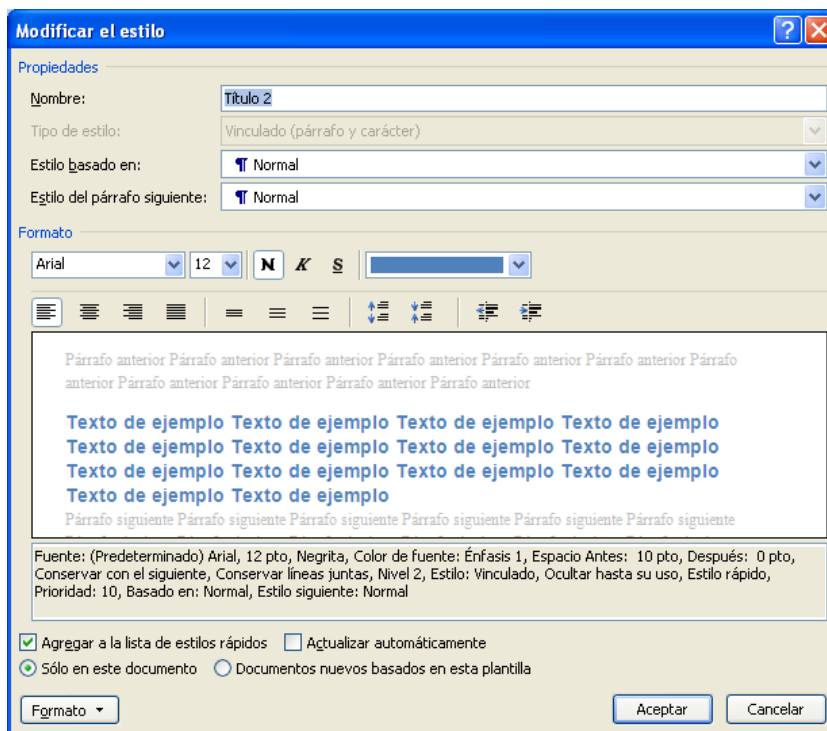 Modificar el estilo
Propiedades
Nombre: Título 2
Tipo de estilo: Vinculado (párrafo y carácter)
Estilo basado en: ¶ Normal
Estilo del párrafo siguiente: ¶ Normal
Formato
Arial 12 N K S
Párrafo anterior Párrafo anterior Párrafo anterior Párrafo anterior Párrafo anterior Párrafo anterior Párrafo
anterior Párrafo anterior Párrafo anterior Párrafo anterior Párrafo anterior
Texto de ejemplo Texto de ejemplo Texto de ejemplo Texto de ejemplo
Texto de ejemplo Texto de ejemplo Texto de ejemplo Texto de ejemplo
Texto de ejemplo Texto de ejemplo Texto de ejemplo Texto de ejemplo
Texto de ejemplo Texto de ejemplo
Párrafo siguiente Párrafo siguiente Párrafo siguiente Párrafo siguiente Párrafo siguiente Párrafo siguiente
Fuente: (Predeterminado) Arial, 12 pto, Negrita, Color de fuente: Énfasis 1, Espacio Antes: 10 pto, Después: 0 pto,
Conservar con el siguiente, Conservar líneas juntas, Nivel 2, Estilo: Vinculado, Ocultar hasta su uso, Estilo rápido,
Prioridad: 10, Basado en: Normal, Estilo siguiente: Normal
Agregar a la lista de estilos rápidos Actualizar automáticamente
Sólo en este documento Documentos nuevos basados en esta plantilla
Formato Aceptar Cancelar